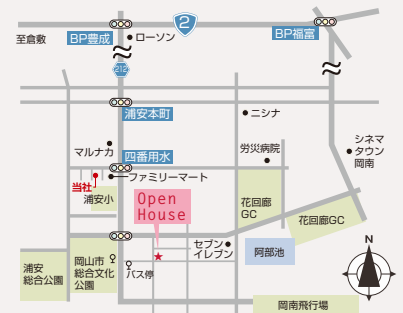 至倉敷
BP豊成
ローソン
2
BP福富
212
浦安本町
ニシナ
マルナカ
四番用水
労災病院
シネマ
タウン
岡南
当社
ファミリーマート
浦安小
Open
House
花回廊
GC
花回廊GC
セブン
イレブン
阿部池
N
浦安
総合公園
岡山市
総合文化
公園
バス停
岡南飛行場